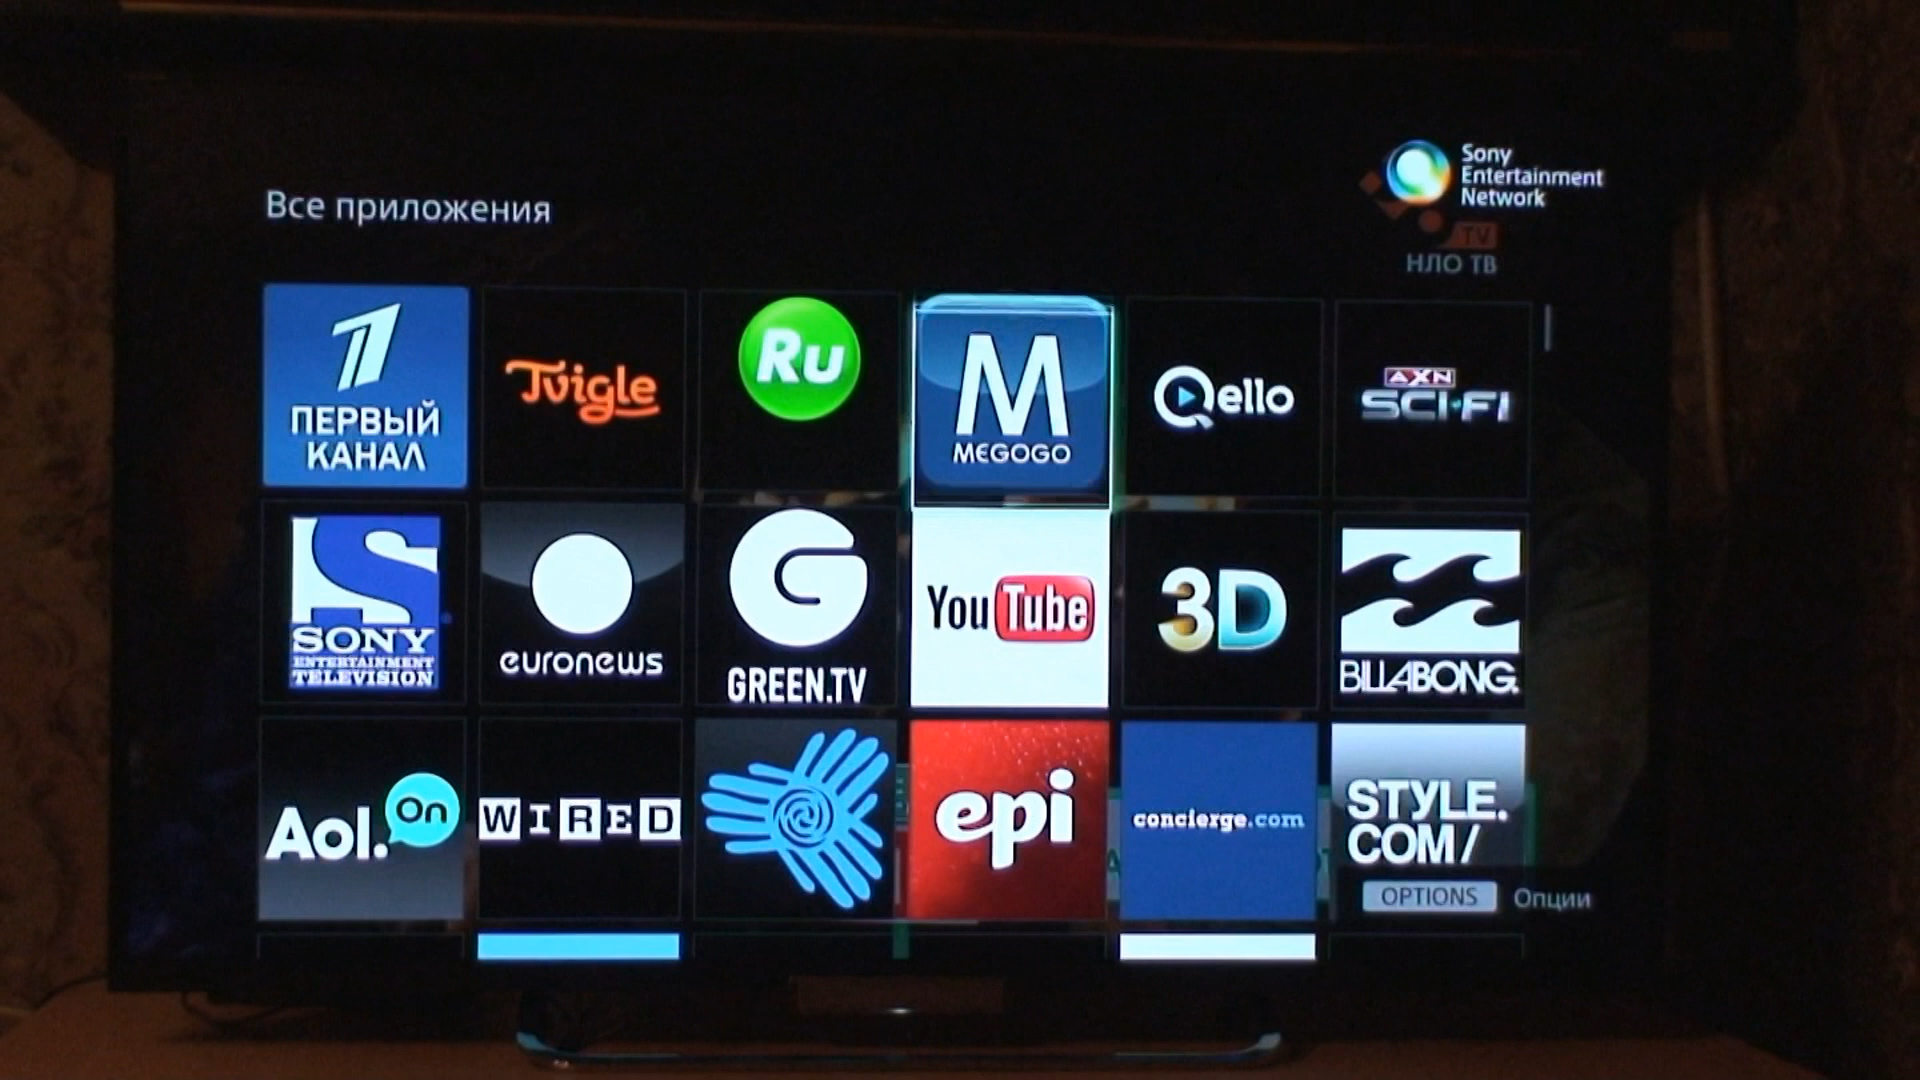 Sony
Entertainment
Network
Все приложения
TV
НЛО ТВ
1
ПЕРВЫЙ
КАНАЛ
Tvigle
Ru
M
MEGOGO
Qello
AXN
SCI-FI
S
SONY
ENTERTAINMENT
TELEVISION
euronews
G
GREEN.TV
YouTube
3D
BILLABONG.
Aol. On
WIRED
epi
concierge.com
STYLE.
COM/
OPTIONS Опции